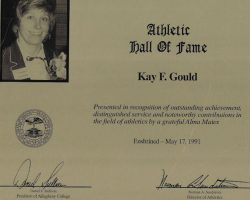 Athletic
Hall Of Fame
Kay F. Gould
Presented in recognition of outstanding achievement,
distinguished service and noteworthy contributions in
the field of athletics by a grateful Alma Mater
Enshrined – May 17, 1991
President of Allegheny College
Director of Athletics